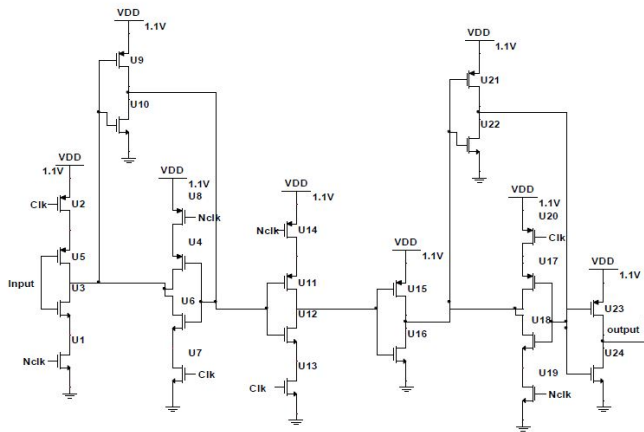 VDD
1.1V
U9
U10
VDD
1.1V
U21
U22
VDD
1.1V
Clk
U2
U5
Input
U3
U1
Nclk
VDD
1.1V
U8
Nclk
U4
U6
U7
Clk
VDD
1.1V
Nclk
U14
U11
U12
U13
Clk
VDD
1.1V
U15
U16
VDD
1.1V
U20
Clk
U17
U18
U19
Nclk
VDD
1.1V
U23
output
U24